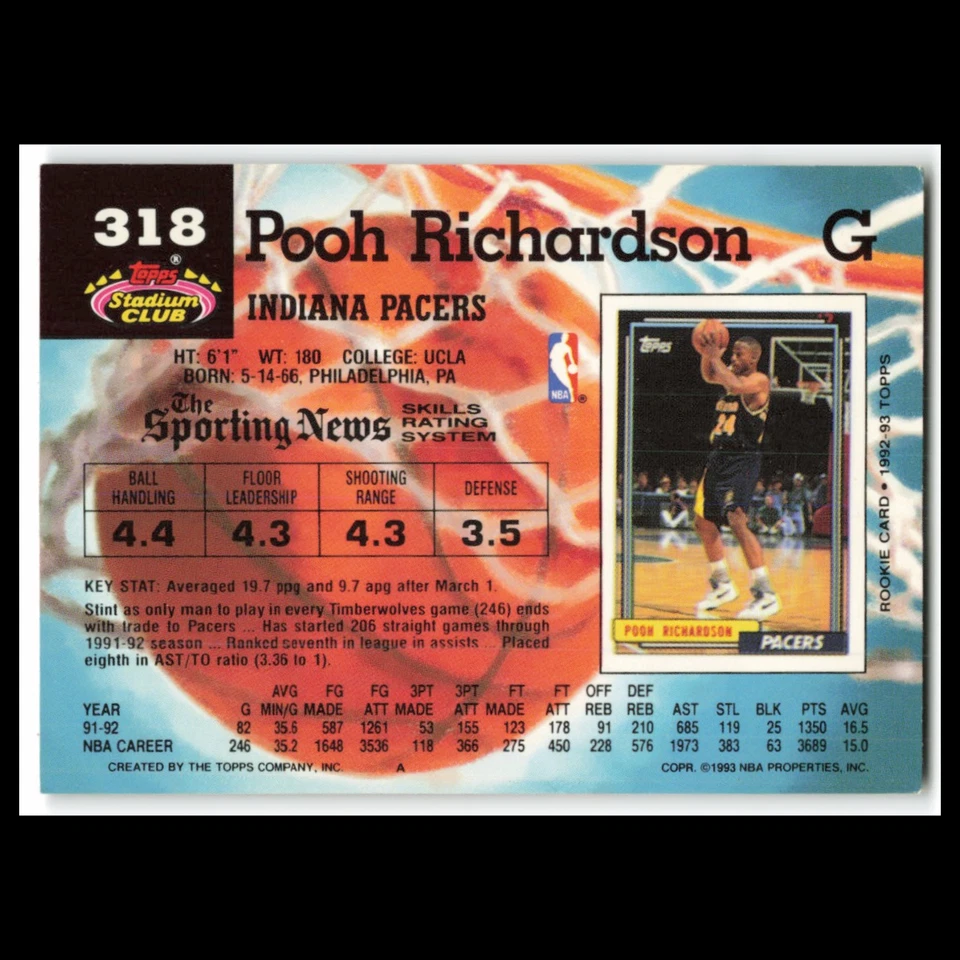 318
Pooh Richardson G
Topps ®
Stadium
CLUB
INDIANA PACERS
HT: 6'1" WT: 180 COLLEGE: UCLA
BORN: 5-14-66, PHILADELPHIA, PA
NBA ®
The
Sporting News
SKILLS
RATING
SYSTEM
BALL HANDLING FLOOR LEADERSHIP SHOOTING RANGE DEFENSE
4.4 4.3 4.3 3.5
KEY STAT: Averaged 19.7 ppg and 9.7 apg after March 1.
Stint as only man to play in every Timberwolves game (246) ends
with trade to Pacers ... Has started 206 straight games through
1991-92 season ... Ranked seventh in league in assists ... Placed
eighth in AST/TO ratio (3.36 to 1).
TOPPS
24
POOH RICHARDSON
PACERS
ROOKIE CARD • 1992-93 TOPPS
AVG FG FG 3PT 3PT FT FT OFF DEF
YEAR G MIN/G MADE ATT MADE ATT MADE ATT REB REB AST STL BLK PTS AVG
91-92 82 35.6 587 1261 53 155 123 178 91 210 685 119 25 1350 16.5
NBA CAREER 246 35.2 1648 3536 118 366 275 450 228 576 1973 383 63 3689 15.0
CREATED BY THE TOPPS COMPANY, INC. A COPR. ©1993 NBA PROPERTIES, INC.